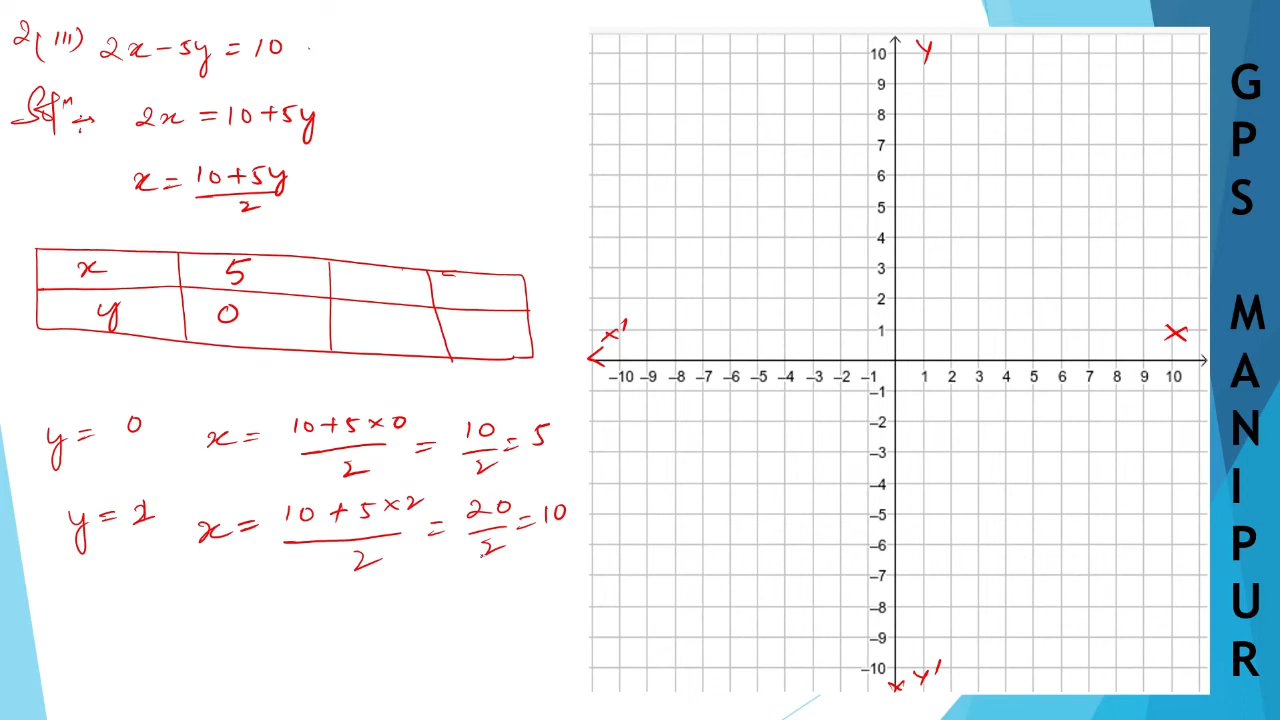 2(iii) 2x - 5y = 10
Solⁿ :→ 2x = 10 + 5y
x = (10 + 5y)/2
x 5
y 0
y = 0 x = (10 + 5 × 0)/2 = 10/2 = 5
y = 2 x = (10 + 5 × 2)/2 = 20/2 = 10
Y
10
9
8
7
6
5
4
3
2
1
X' X
–10 –9 –8 –7 –6 –5 –4 –3 –2 –1 1 2 3 4 5 6 7 8 9 10
–1
–2
–3
–4
–5
–6
–7
–8
–9
–10
Y'
GPS MANIPUR